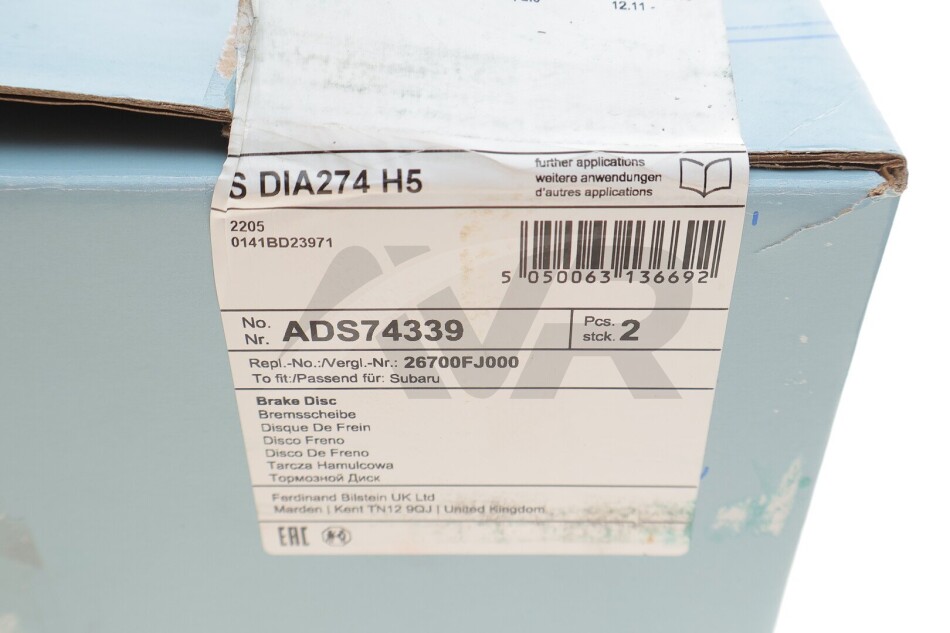 12.11 -
S DIA274 H5
further applications
weitere anwendungen
d'autres applications
2205
0141BD23971
5 050063 136692
No.
Nr. ADS74339
Pcs.
stck. 2
Repl.-No.:/Vergl.-Nr.: 26700FJ000
To fit:/Passend für: Subaru
Brake Disc
Bremsscheibe
Disque De Frein
Disco Freno
Disco De Freno
Tarcza Hamulcowa
Тормозной Диск
Ferdinand Bilstein UK Ltd
Marden | Kent TN12 9QJ | United Kingdom
EAC